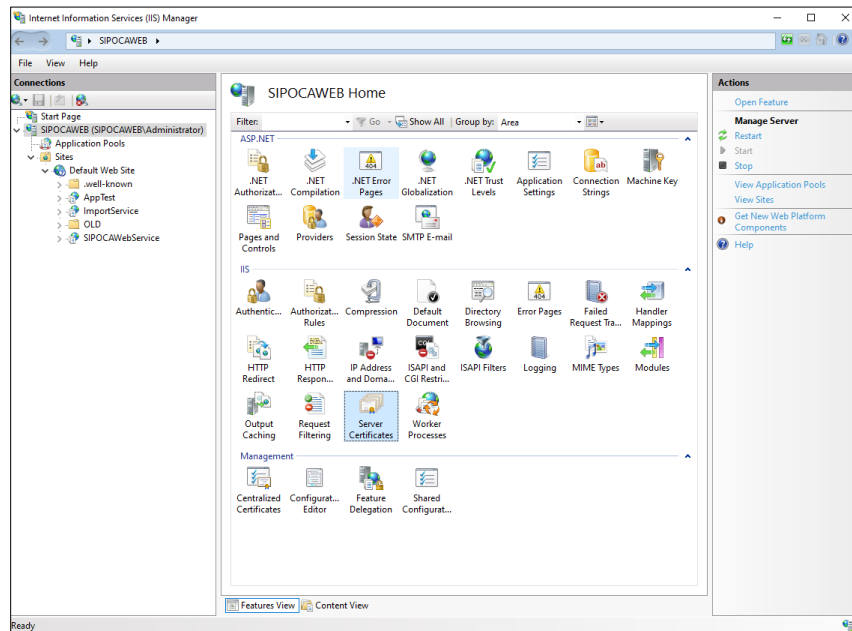 Internet Information Services (IIS) Manager
SIPOCAWEB
File View Help
Connections
Start Page
SIPOCAWEB (SIPOCAWEB\Administrator)
Application Pools
Sites
Default Web Site
.well-known
AppTest
ImportService
OLD
SIPOCAWebService
SIPOCAWEB Home
Filter: Go Show All Group by: Area
ASP.NET
.NET Authorizat...
.NET Compilation
.NET Error Pages
.NET Globalization
.NET Trust Levels
Application Settings
Connection Strings
Machine Key
Pages and Controls
Providers
Session State
SMTP E-mail
IIS
Authentic...
Authorizat... Rules
Compression
Default Document
Directory Browsing
Error Pages
Failed Request Tra...
Handler Mappings
HTTP Redirect
HTTP Respon...
IP Address and Doma...
ISAPI and CGI Restri...
ISAPI Filters
Logging
MIME Types
Modules
Output Caching
Request Filtering
Server Certificates
Worker Processes
Management
Centralized Certificates
Configurat... Editor
Feature Delegation
Shared Configurat...
Features View
Content View
Actions
Open Feature
Manage Server
Restart
Start
Stop
View Application Pools
View Sites
Get New Web Platform
Components
Help
Ready